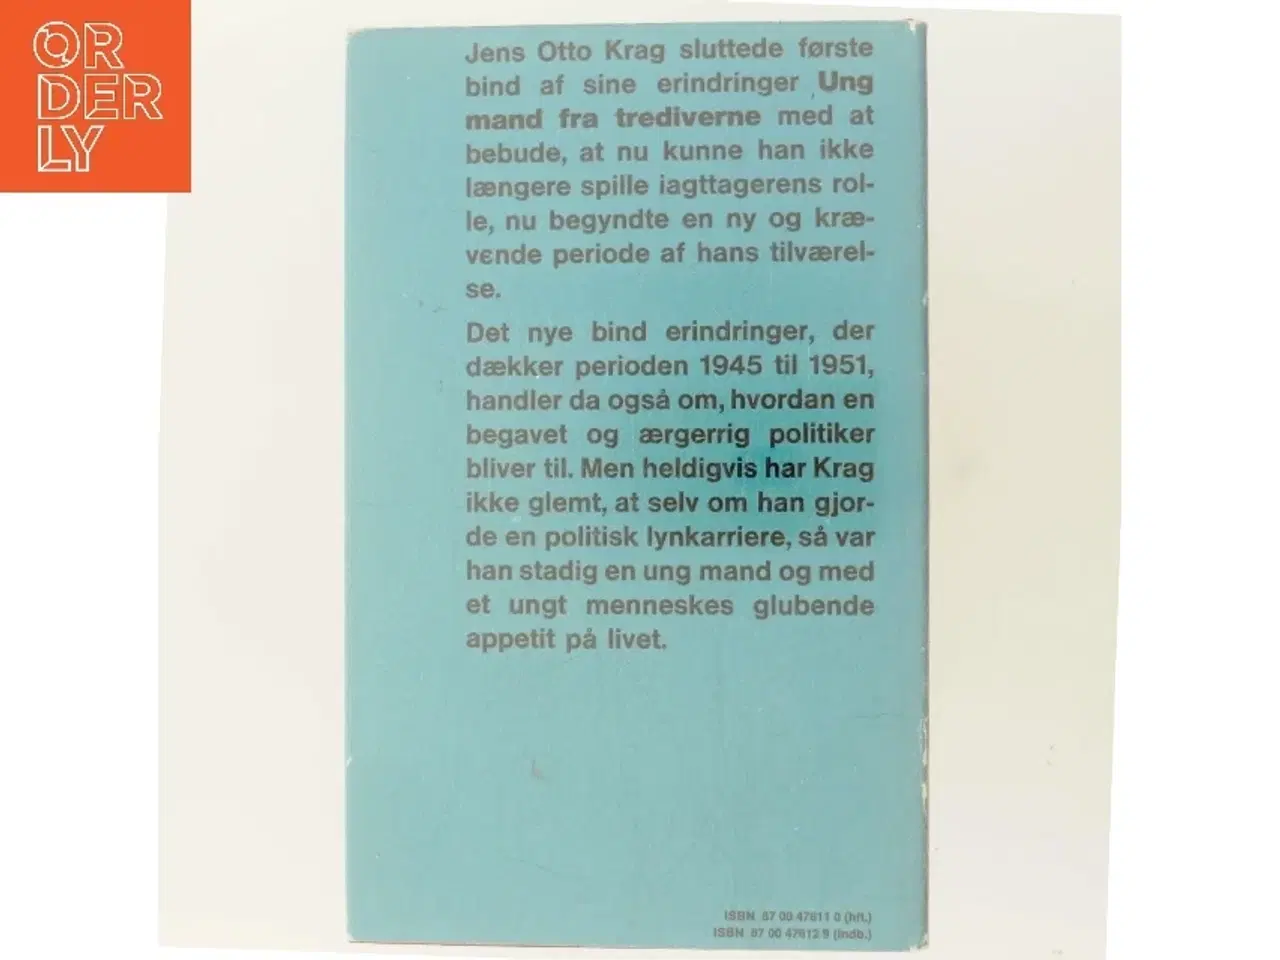 OR
DER
LY
Jens Otto Krag sluttede første
bind af sine erindringer Ung
mand fra trediverne med at
bebude, at nu kunne han ikke
længere spille iagttagerens rol-
le, nu begyndte en ny og kræ-
vende periode af hans tilværel-
se.
Det nye bind erindringer, der
dækker perioden 1945 til 1951,
handler da også om, hvordan en
begavet og ærgerrig politiker
bliver til. Men heldigvis har Krag
ikke glemt, at selv om han gjor-
de en politisk lynkarriere, så var
han stadig en ung mand og med
et ungt menneskes glubende
appetit på livet.
ISBN 87 00 47611 0 (hft.)
ISBN 87 00 47612 9 (indb.)